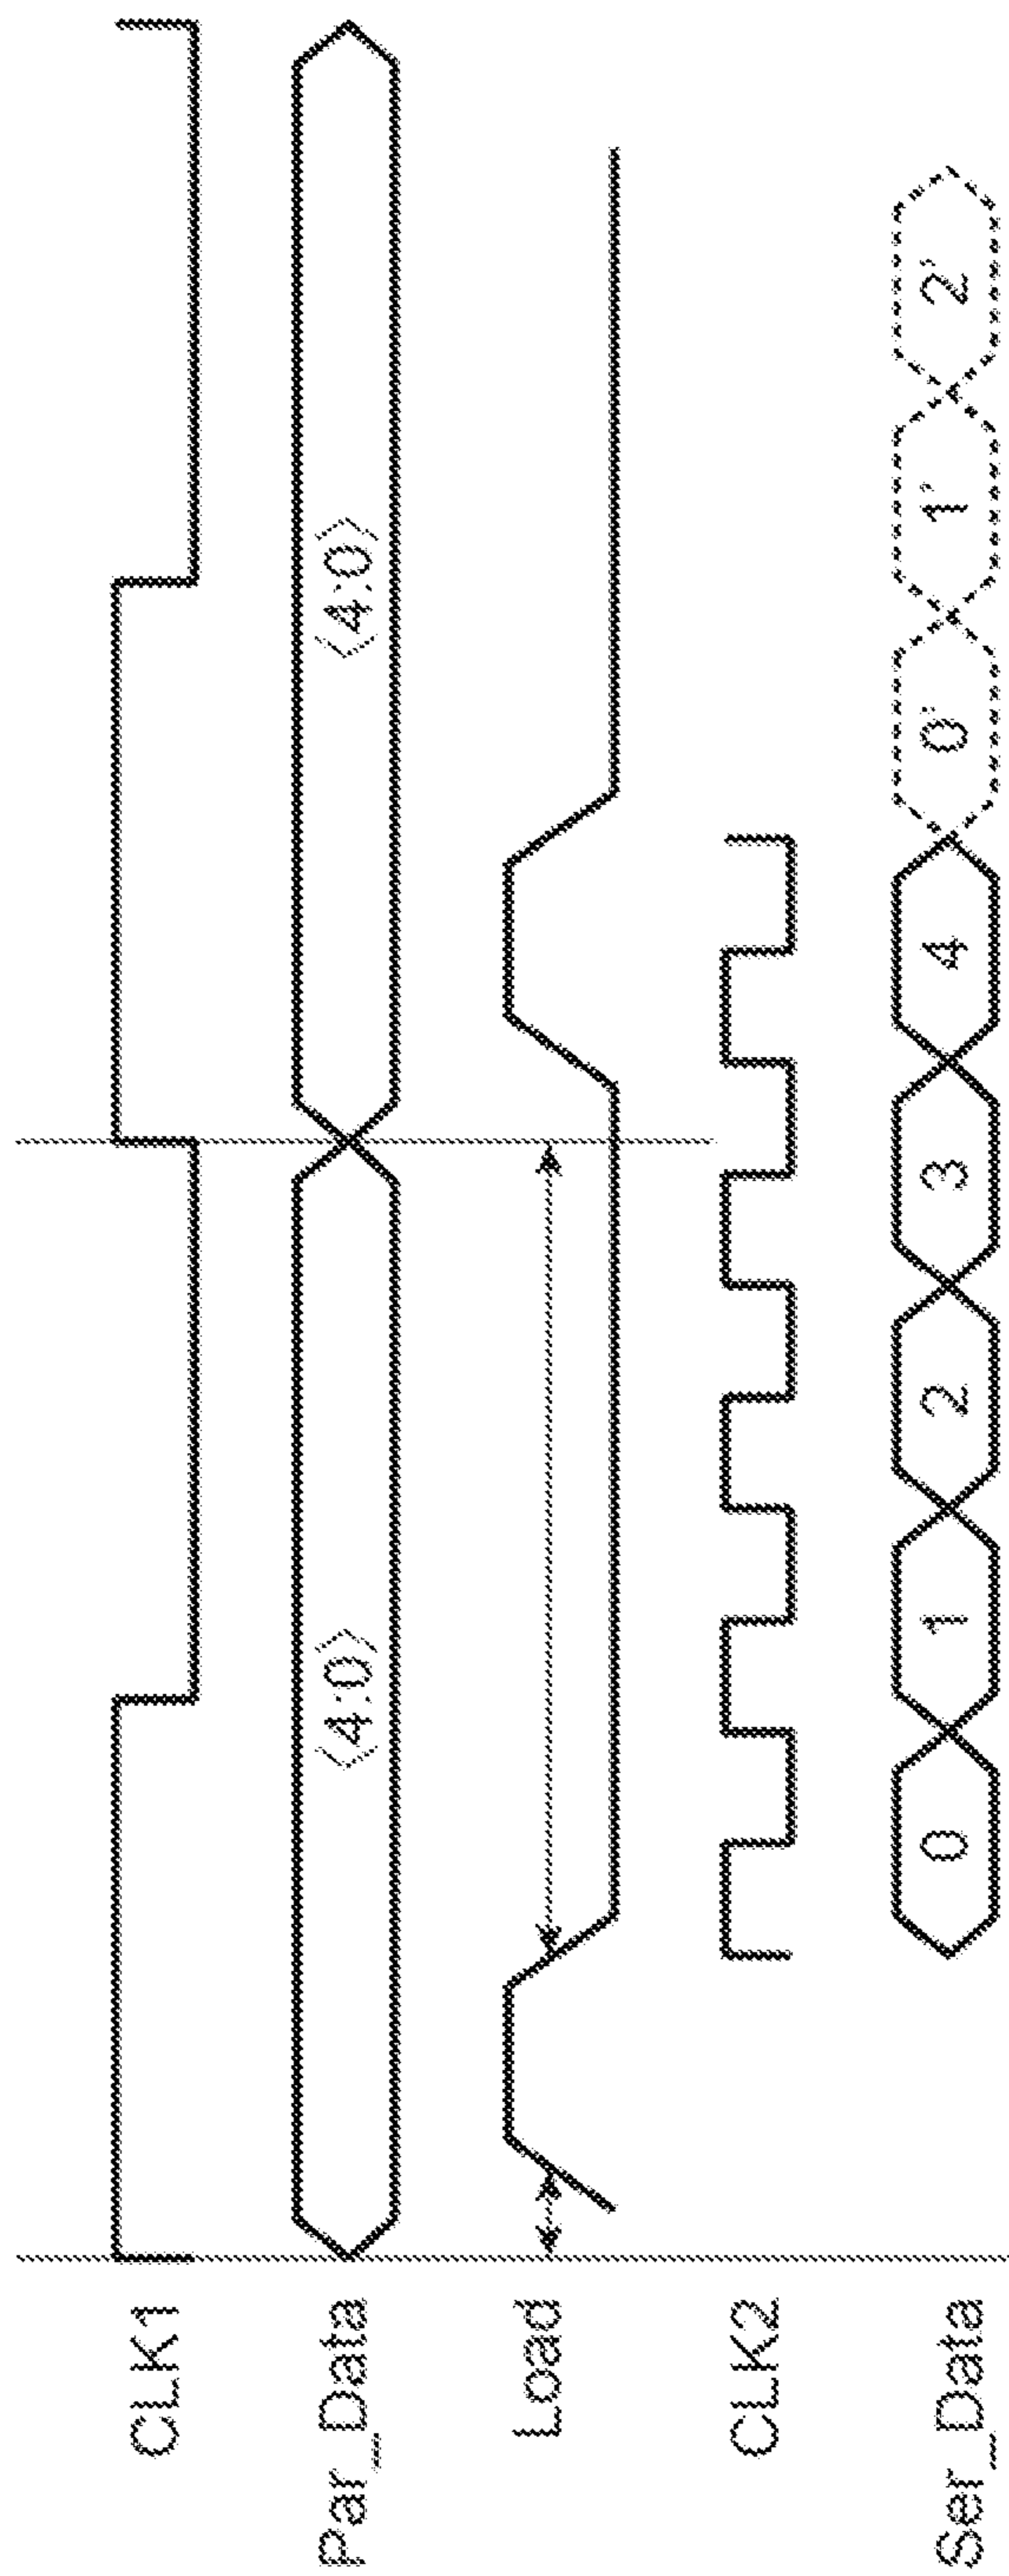 CLK1
Par_Data ⟨4:0⟩ ⟨4:0⟩
Load
CLK2
Ser_Data 0 1 2 3 4 0' 1' 2'